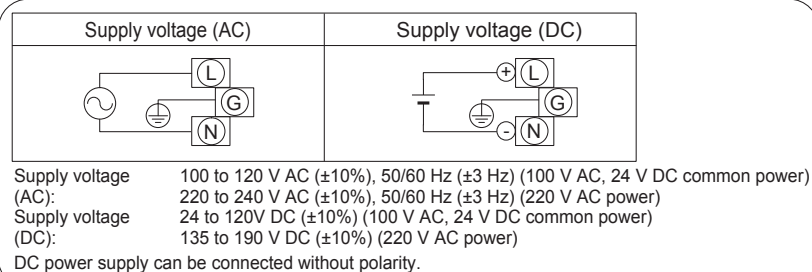 Supply voltage (AC)
Supply voltage (DC)
L
G
N
+ L
G
- N
Supply voltage 100 to 120 V AC (±10%), 50/60 Hz (±3 Hz) (100 V AC, 24 V DC common power)
(AC): 220 to 240 V AC (±10%), 50/60 Hz (±3 Hz) (220 V AC power)
Supply voltage 24 to 120V DC (±10%) (100 V AC, 24 V DC common power)
(DC): 135 to 190 V DC (±10%) (220 V AC power)
DC power supply can be connected without polarity.